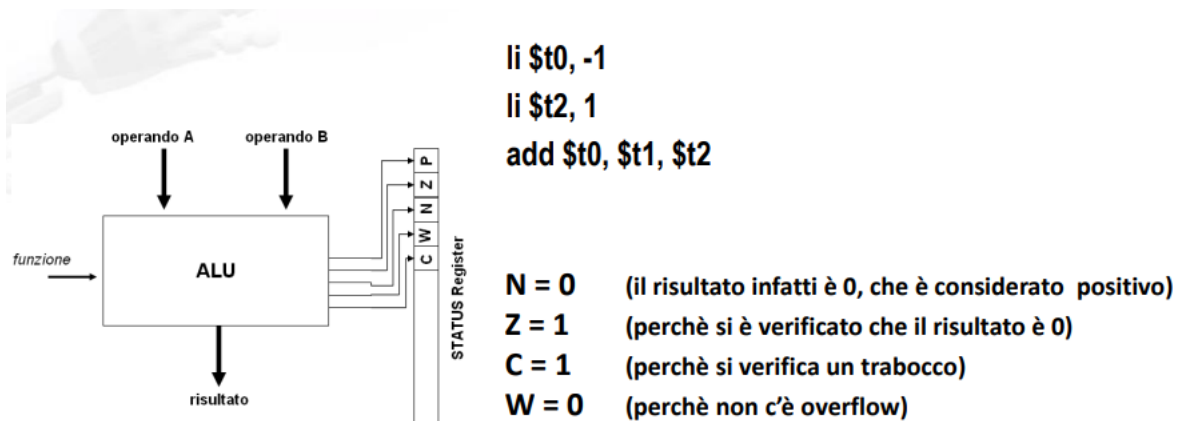 li $t0, -1
li $t2, 1
add $t0, $t1, $t2
operando A
operando B
funzione
ALU
risultato
P
Z
N
W
C
STATUS Register
N = 0 (il risultato infatti è 0, che è considerato positivo)
Z = 1 (perchè si è verificato che il risultato è 0)
C = 1 (perchè si verifica un trabocco)
W = 0 (perchè non c'è overflow)